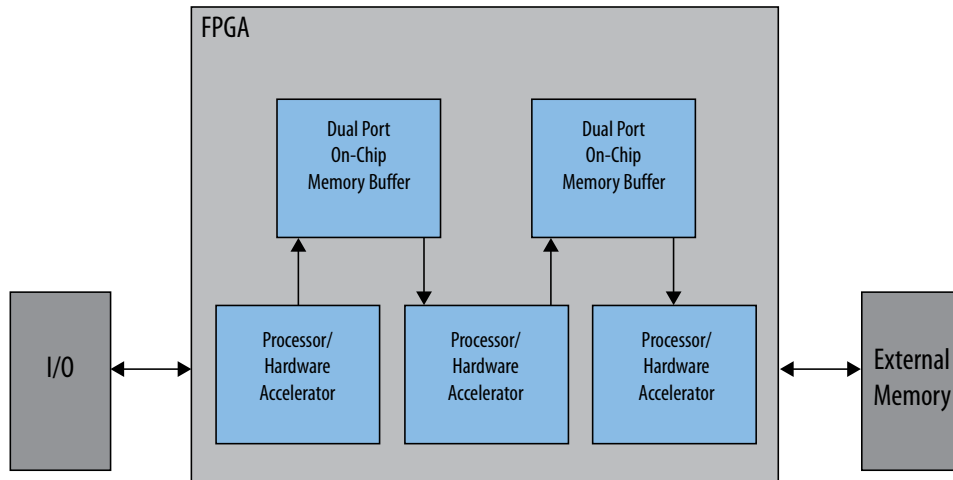 FPGA
Dual Port
On-Chip
Memory Buffer
Dual Port
On-Chip
Memory Buffer
I/O
Processor/
Hardware
Accelerator
Processor/
Hardware
Accelerator
Processor/
Hardware
Accelerator
External
Memory